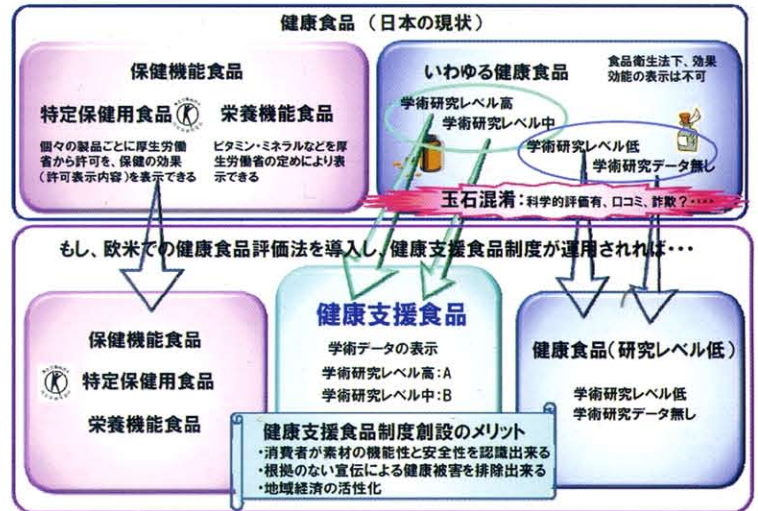 健康食品（日本の現状）
保健機能食品
特定保健用食品 栄養機能食品
個々の製品ごとに厚生労働
省から許可を、保健の効果
（許可表示内容）を表示できる
ビタミン・ミネラルなどを厚
生労働省の定めにより表
示できる
いわゆる健康食品
食品衛生法下、効果
効能の表示は不可
学術研究レベル高
学術研究レベル中
学術研究レベル低
学術研究データ無し
玉石混淆：科学的評価有、口コミ、詐欺？・・・・
もし、欧米での健康食品評価法を導入し、健康支援食品制度が運用されれば・・・
保健機能食品
特定保健用食品
栄養機能食品
健康支援食品
学術データの表示
学術研究レベル高：A
学術研究レベル中：B
健康食品（研究レベル低）
学術研究レベル低
学術研究データ無し
健康支援食品制度創設のメリット
・消費者が素材の機能性と安全性を認識出来る
・根拠のない宣伝による健康被害を排除出来る
・地域経済の活性化